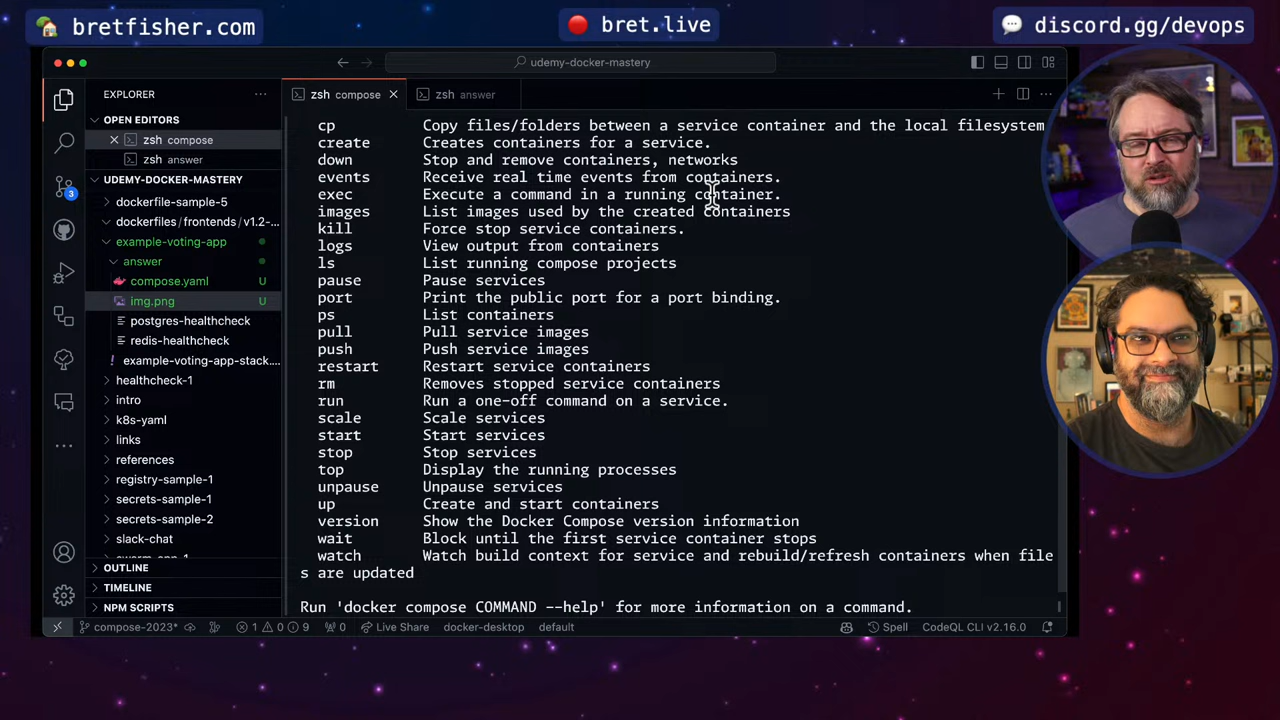 bretfisher.com
bret.live
discord.gg/devops
udemy-docker-mastery
EXPLORER
zsh compose
zsh answer
OPEN EDITORS
zsh compose
zsh answer
UDEMY-DOCKER-MASTERY
dockerfile-sample-5
dockerfiles / frontends / v1.2-...
example-voting-app
answer
compose.yaml U
img.png U
postgres-healthcheck
redis-healthcheck
example-voting-app-stack....
healthcheck-1
intro
k8s-yaml
links
references
registry-sample-1
secrets-sample-1
secrets-sample-2
slack-chat
swarm-app-1
OUTLINE
TIMELINE
NPM SCRIPTS
3
cp Copy files/folders between a service container and the local filesystem
create Creates containers for a service.
down Stop and remove containers, networks
events Receive real time events from containers.
exec Execute a command in a running container.
images List images used by the created containers
kill Force stop service containers.
logs View output from containers
ls List running compose projects
pause Pause services
port Print the public port for a port binding.
ps List containers
pull Pull service images
push Push service images
restart Restart service containers
rm Removes stopped service containers
run Run a one-off command on a service.
scale Scale services
start Start services
stop Stop services
top Display the running processes
unpause Unpause services
up Create and start containers
version Show the Docker Compose version information
wait Block until the first service container stops
watch Watch build context for service and rebuild/refresh containers when file
s are updated
Run 'docker compose COMMAND --help' for more information on a command.
compose-2023* 1 0 9 0 Live Share docker-desktop default Spell CodeQL CLI v2.16.0